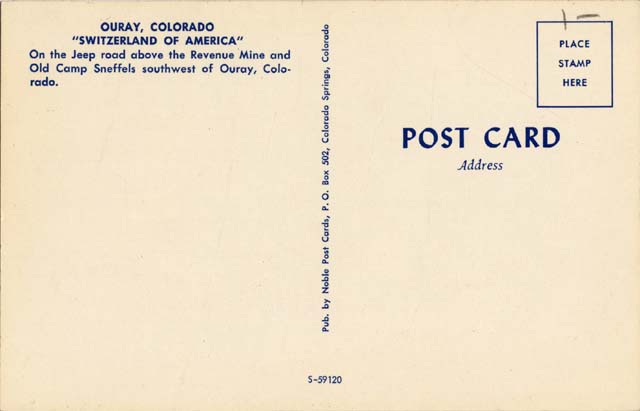 OURAY, COLORADO
"SWITZERLAND OF AMERICA"
On the Jeep road above the Revenue Mine and
Old Camp Sneffels southwest of Ouray, Colo-
rado.
Pub. by Noble Post Cards, P. O. Box 502, Colorado Springs, Colorado
PLACE
STAMP
HERE
POST CARD
Address
S-59120